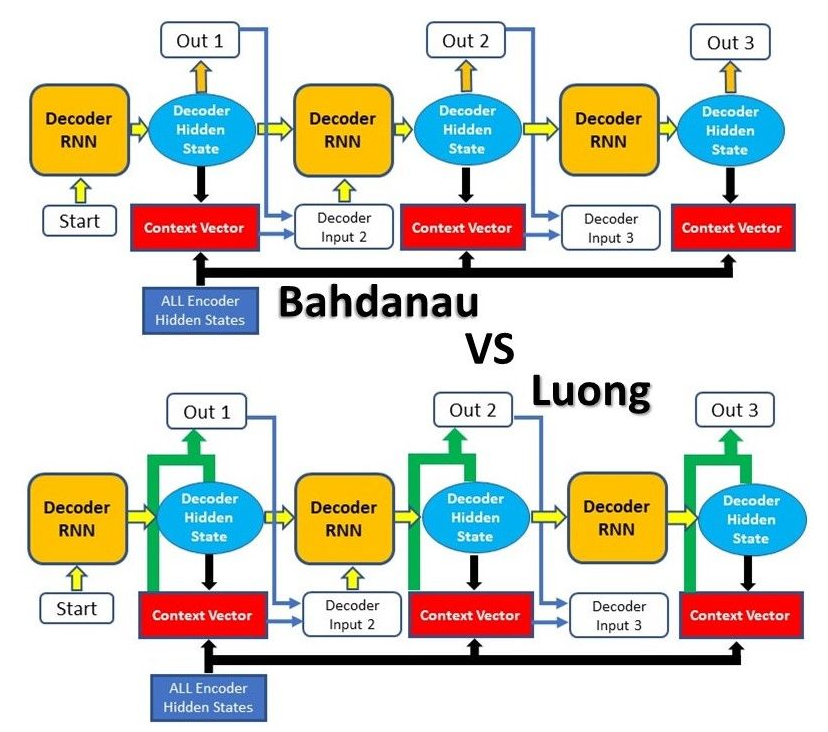 Out 1
Out 2
Out 3
Decoder
RNN
Decoder
Hidden
State
Decoder
RNN
Decoder
Hidden
State
Decoder
RNN
Decoder
Hidden
State
Start
Context Vector
Decoder
Input 2
Context Vector
Decoder
Input 3
Context Vector
ALL Encoder
Hidden States
Bahdanau
VS
Luong
Out 1
Out 2
Out 3
Decoder
RNN
Decoder
Hidden
State
Decoder
RNN
Decoder
Hidden
State
Decoder
RNN
Decoder
Hidden
State
Start
Context Vector
Decoder
Input 2
Context Vector
Decoder
Input 3
Context Vector
ALL Encoder
Hidden States